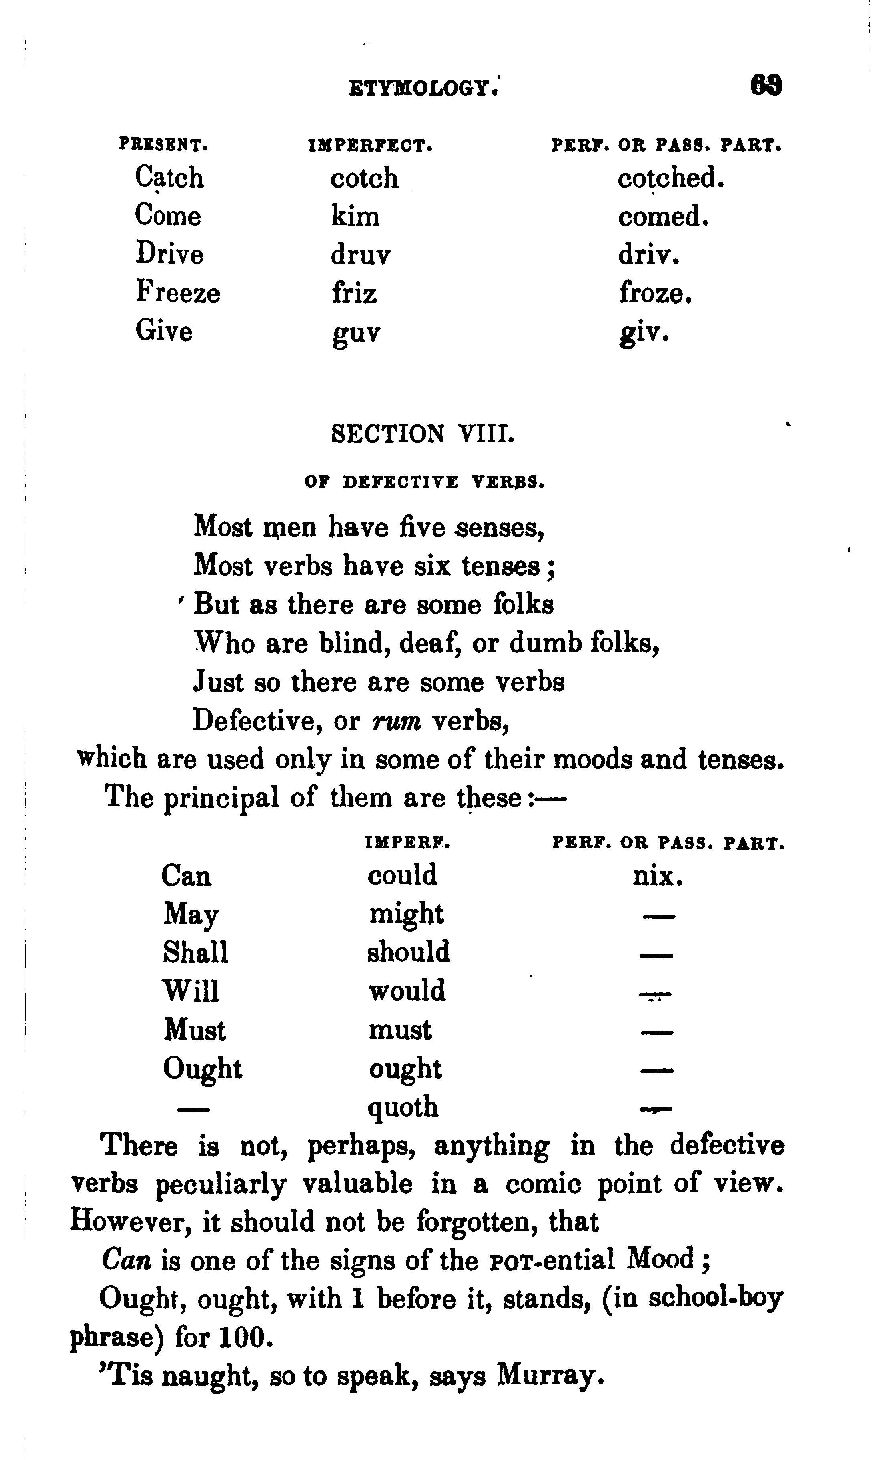 ETYMOLOGY. 69
PRESENT. IMPERFECT. PERF. OR PASS. PART.
Catch cotch cotched.
Come kim comed.
Drive druv driv.
Freeze friz froze.
Give guv giv.
SECTION VIII.
OF DEFECTIVE VERBS.
Most men have five senses,
Most verbs have six tenses;
But as there are some folks
Who are blind, deaf, or dumb folks,
Just so there are some verbs
Defective, or rum verbs,
which are used only in some of their moods and tenses.
The principal of them are these:—
IMPERF. PERF. OR PASS. PART.
Can could nix.
May might —
Shall should —
Will would —
Must must —
Ought ought —
— quoth —
There is not, perhaps, anything in the defective
verbs peculiarly valuable in a comic point of view.
However, it should not be forgotten, that
Can is one of the signs of the POT-ential Mood;
Ought, ought, with 1 before it, stands, (in school-boy
phrase) for 100.
'Tis naught, so to speak, says Murray.